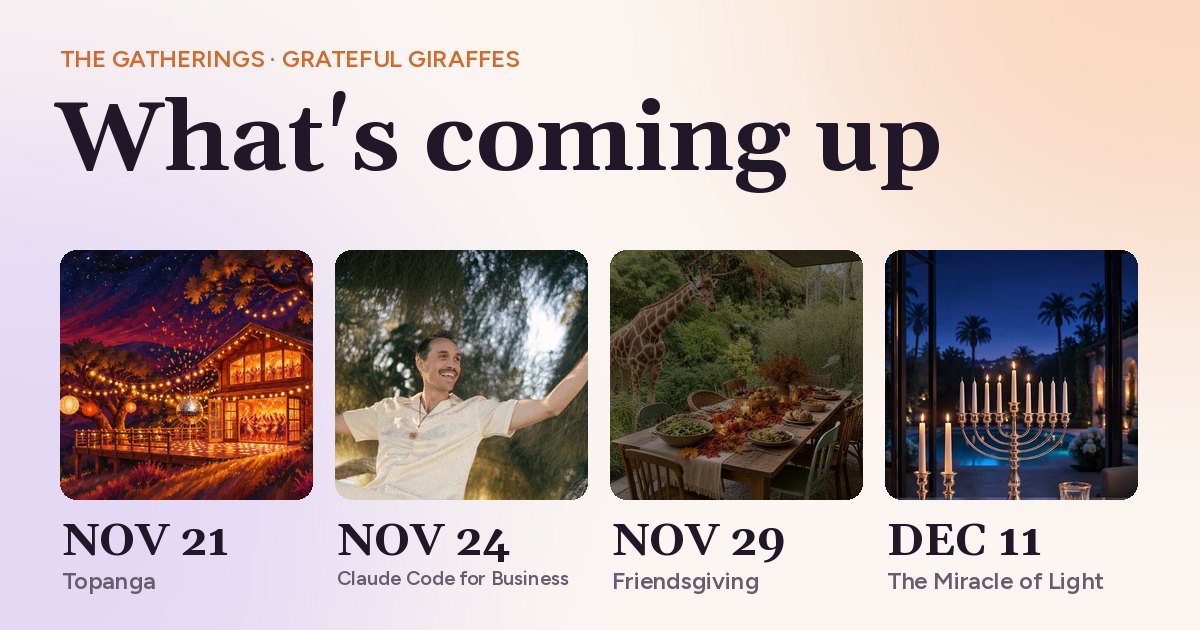 THE GATHERINGS · GRATEFUL GIRAFFES
What's coming up
NOV 21
Topanga
NOV 24
Claude Code for Business
NOV 29
Friendsgiving
DEC 11
The Miracle of Light